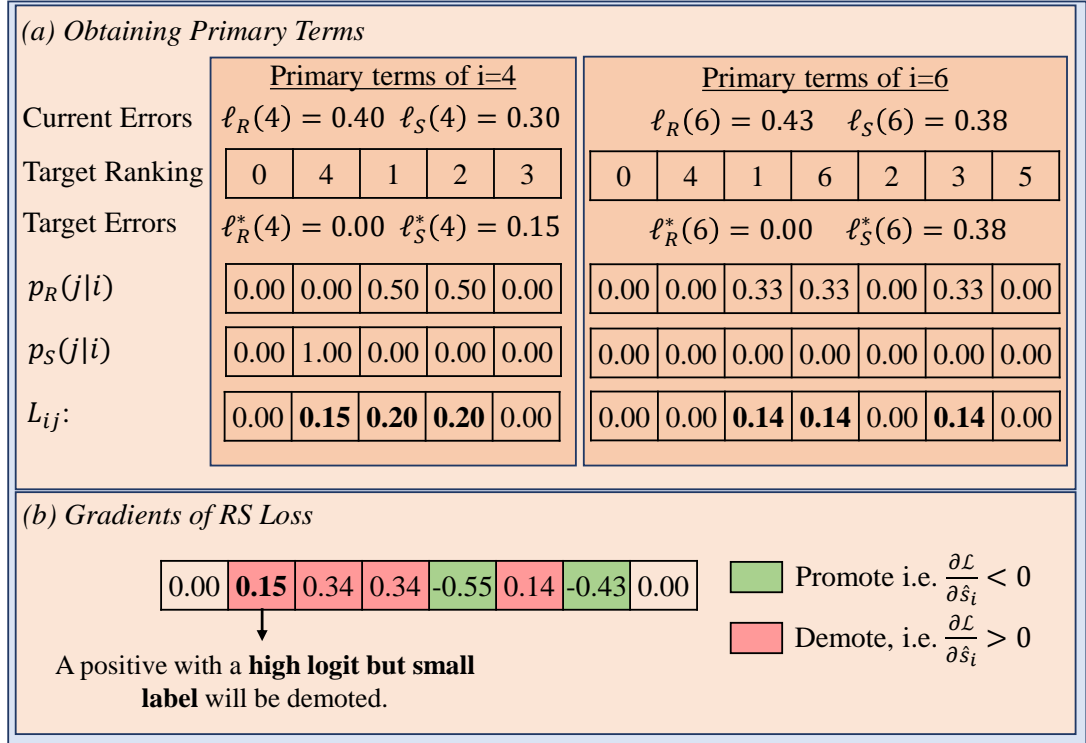 (a) Obtaining Primary Terms
Primary terms of i=4
Primary terms of i=6
Current Errors ℓ_R(4) = 0.40 ℓ_S(4) = 0.30 ℓ_R(6) = 0.43 ℓ_S(6) = 0.38
Target Ranking 0 4 1 2 3 0 4 1 6 2 3 5
Target Errors ℓ*_R(4) = 0.00 ℓ*_S(4) = 0.15 ℓ*_R(6) = 0.00 ℓ*_S(6) = 0.38
p_R(j|i) 0.00 0.00 0.50 0.50 0.00 0.00 0.00 0.33 0.33 0.00 0.33 0.00
p_S(j|i) 0.00 1.00 0.00 0.00 0.00 0.00 0.00 0.00 0.00 0.00 0.00 0.00
L_ij: 0.00 0.15 0.20 0.20 0.00 0.00 0.00 0.14 0.14 0.00 0.14 0.00
(b) Gradients of RS Loss
0.00 0.15 0.34 0.34 -0.55 0.14 -0.43 0.00
A positive with a high logit but small
label will be demoted.
Promote i.e. ∂ℒ/∂ŝ_i < 0
Demote, i.e. ∂ℒ/∂ŝ_i > 0